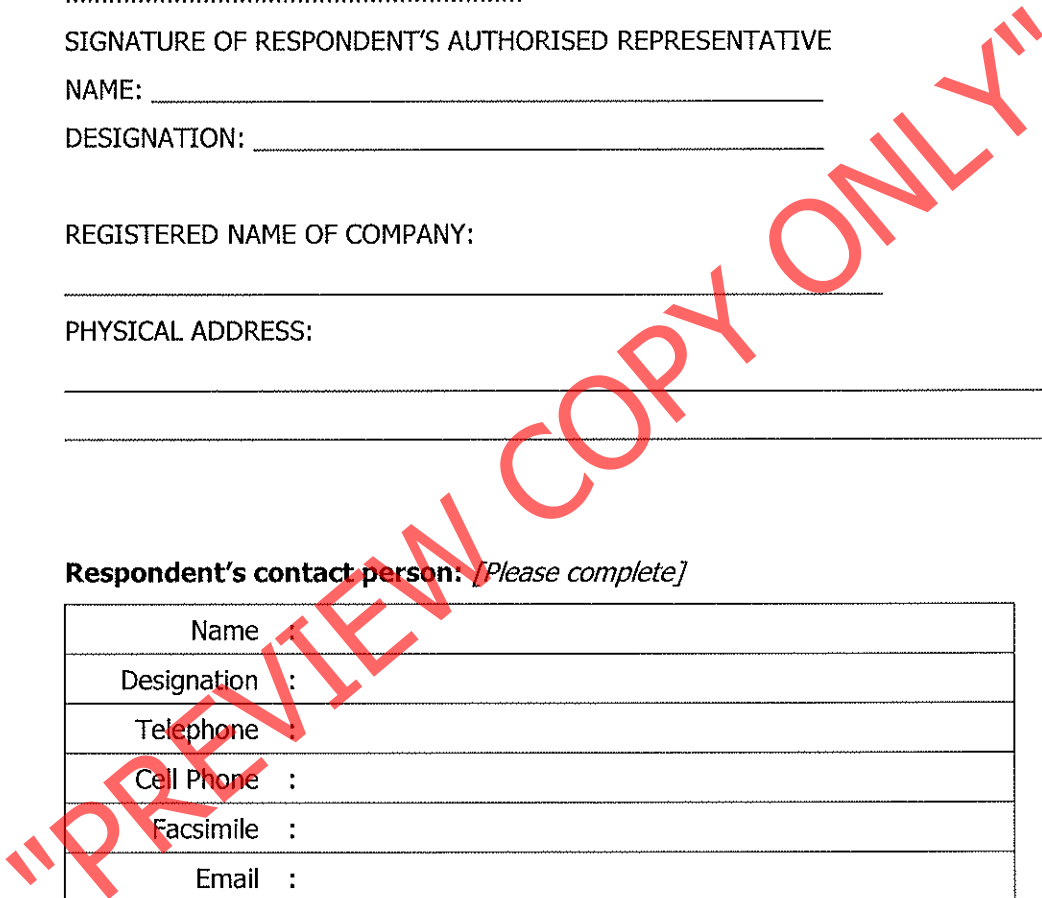 SIGNATURE OF RESPONDENT'S AUTHORISED REPRESENTATIVE
NAME:
DESIGNATION:
REGISTERED NAME OF COMPANY:
PHYSICAL ADDRESS:
Respondent's contact person: [Please complete]
Name :
Designation :
Telephone :
Cell Phone :
Facsimile :
Email :
"PREVIEW COPY ONLY"